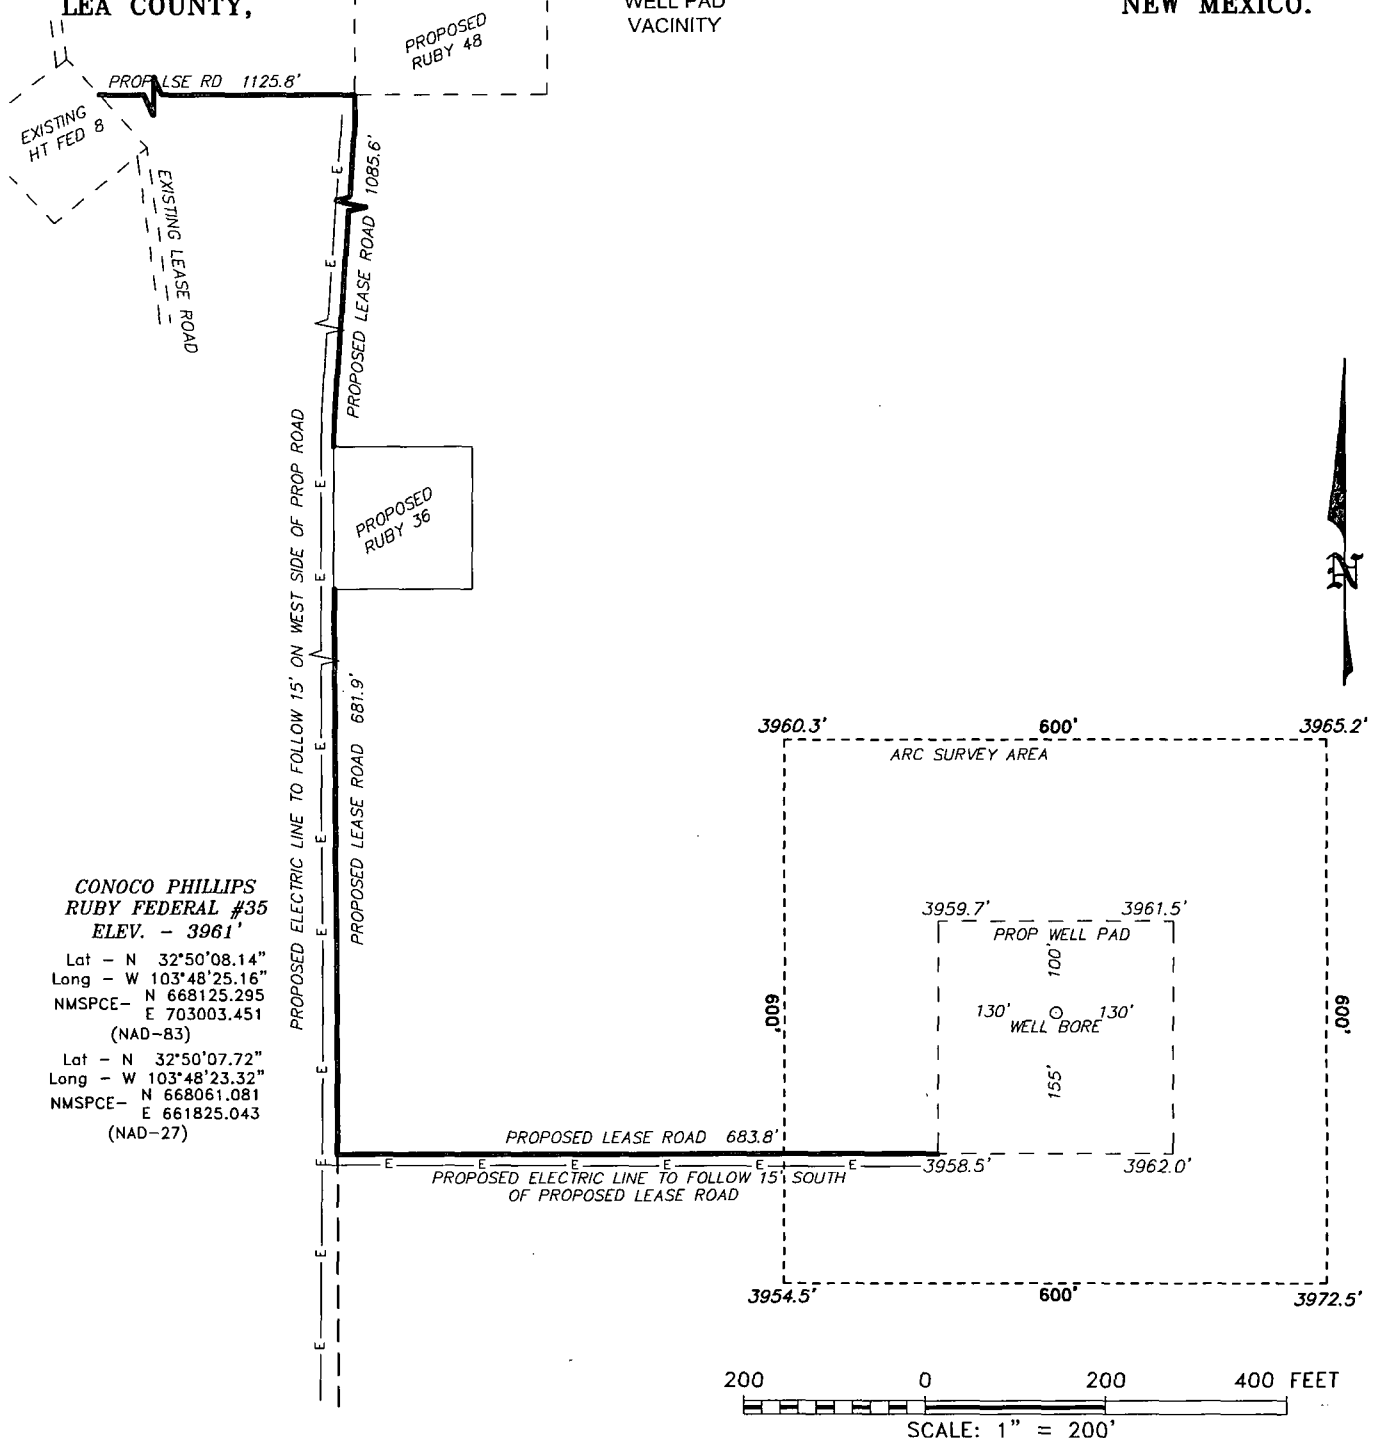 LEA COUNTY,
WELL PAD
VACINITY
NEW MEXICO.
PROPOSED
RUBY 48
PROP LSE RD 1125.8'
EXISTING
HT FED 8
EXISTING LEASE ROAD
E
E
PROPOSED LEASE ROAD 1085.6'
PROPOSED ELECTRIC LINE TO FOLLOW 15' ON WEST SIDE OF PROP ROAD
E
E
PROPOSED
RUBY 36
N
PROPOSED LEASE ROAD 681.9'
E
E
E
E
3960.3'
600'
3965.2'
ARC SURVEY AREA
CONOCO PHILLIPS
RUBY FEDERAL #35
ELEV. - 3961'
Lat - N 32°50'08.14"
Long - W 103°48'25.16"
NMSPCE- N 668125.295
E 703003.451
(NAD-83)
Lat - N 32°50'07.72"
Long - W 103°48'23.32"
NMSPCE- N 668061.081
E 661825.043
(NAD-27)
3959.7'
3961.5'
PROP WELL PAD
100'
600'
130'
130'
WELL BORE
600'
155'
PROPOSED LEASE ROAD 683.8'
E
E
E
E
E
E
E
3958.5'
3962.0'
PROPOSED ELECTRIC LINE TO FOLLOW 15' SOUTH
OF PROPOSED LEASE ROAD
E
E
3954.5'
600'
3972.5'
200 0 200 400 FEET
SCALE: 1" = 200'